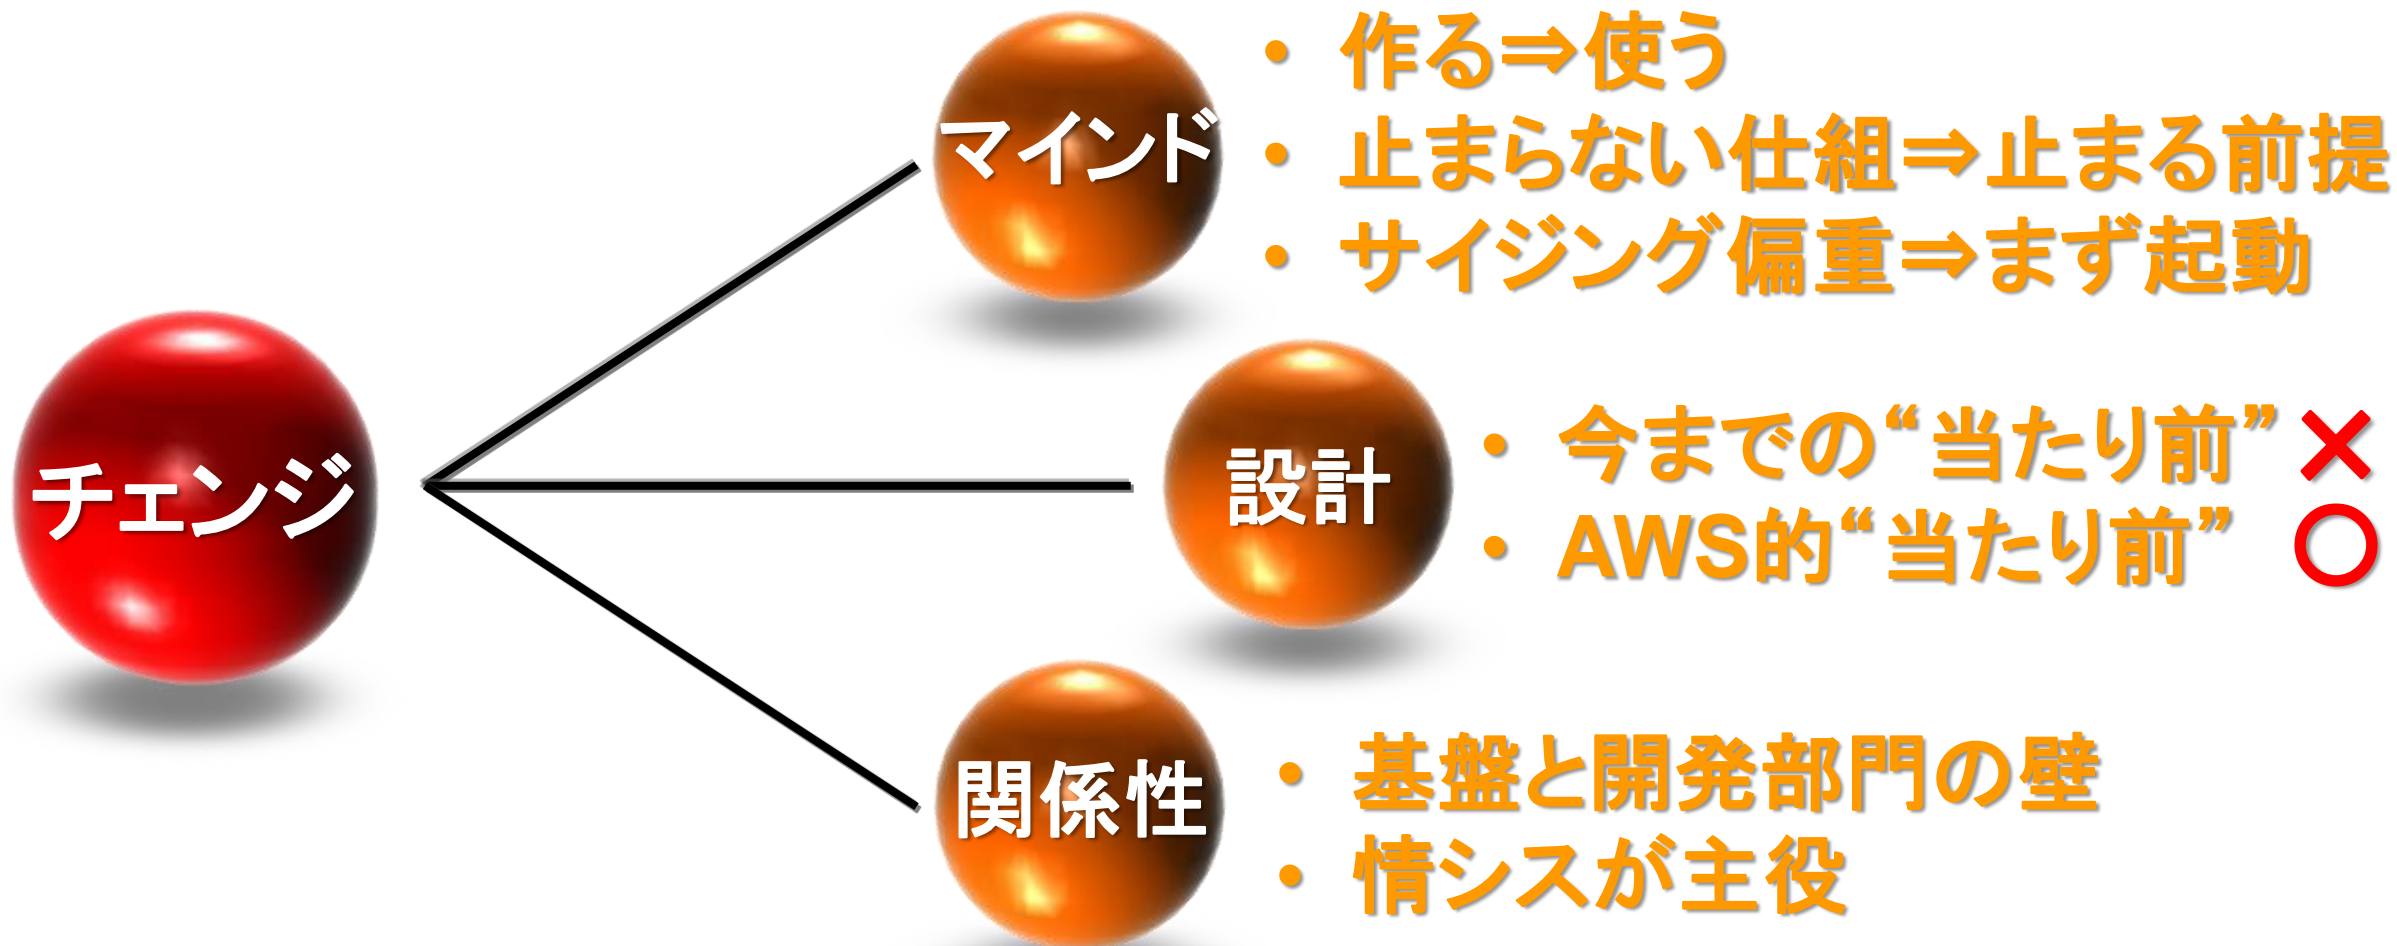 チェンジ
マインド
• 作る⇒使う
• 止まらない仕組⇒止まる前提
• サイジング偏重⇒まず起動
設計
• 今までの“当たり前” ×
• AWS的“当たり前” ○
関係性
• 基盤と開発部門の壁
• 情シスが主役